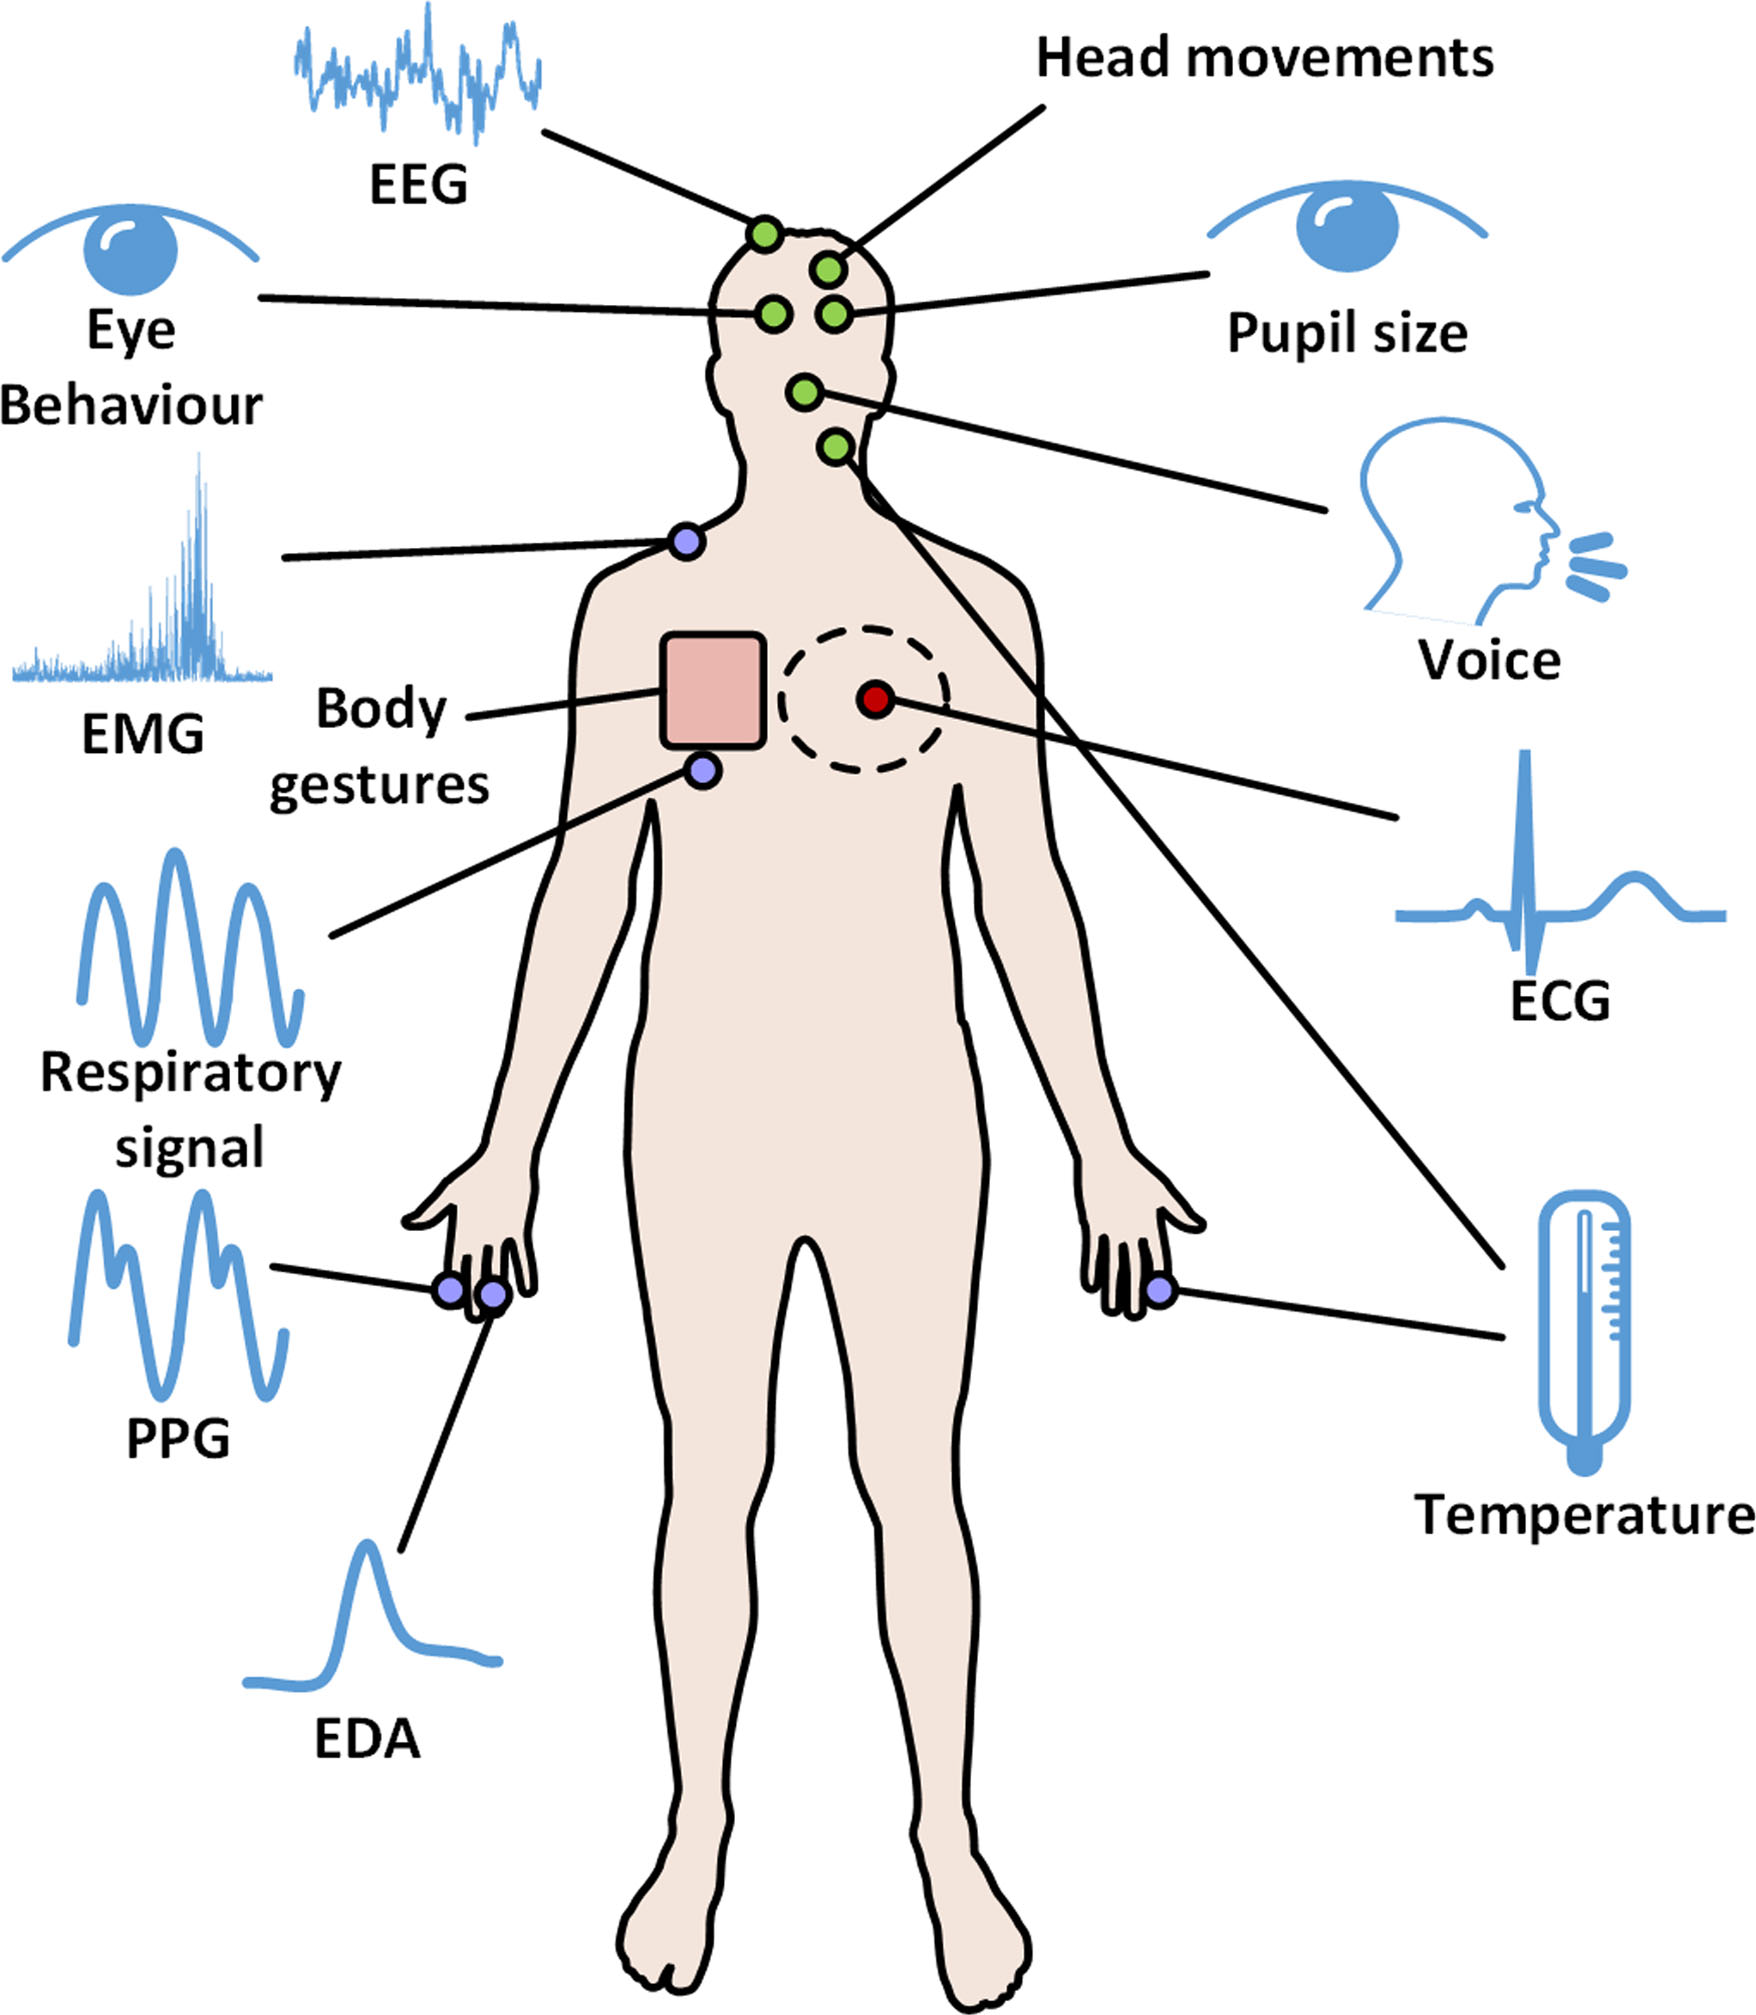 EEG
Head movements
Eye
Behaviour
Pupil size
EMG
Body
gestures
Voice
Respiratory
signal
ECG
PPG
Temperature
EDA